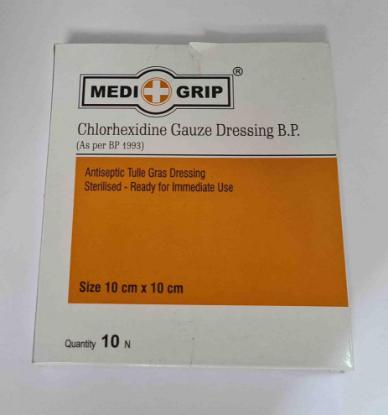 MEDI GRIP ®
Chlorhexidine Gauze Dressing B.P.
(As per BP 1993)
Antiseptic Tulle Gras Dressing
Sterilised - Ready for Immediate Use
Size 10 cm x 10 cm
Quantity 10 N